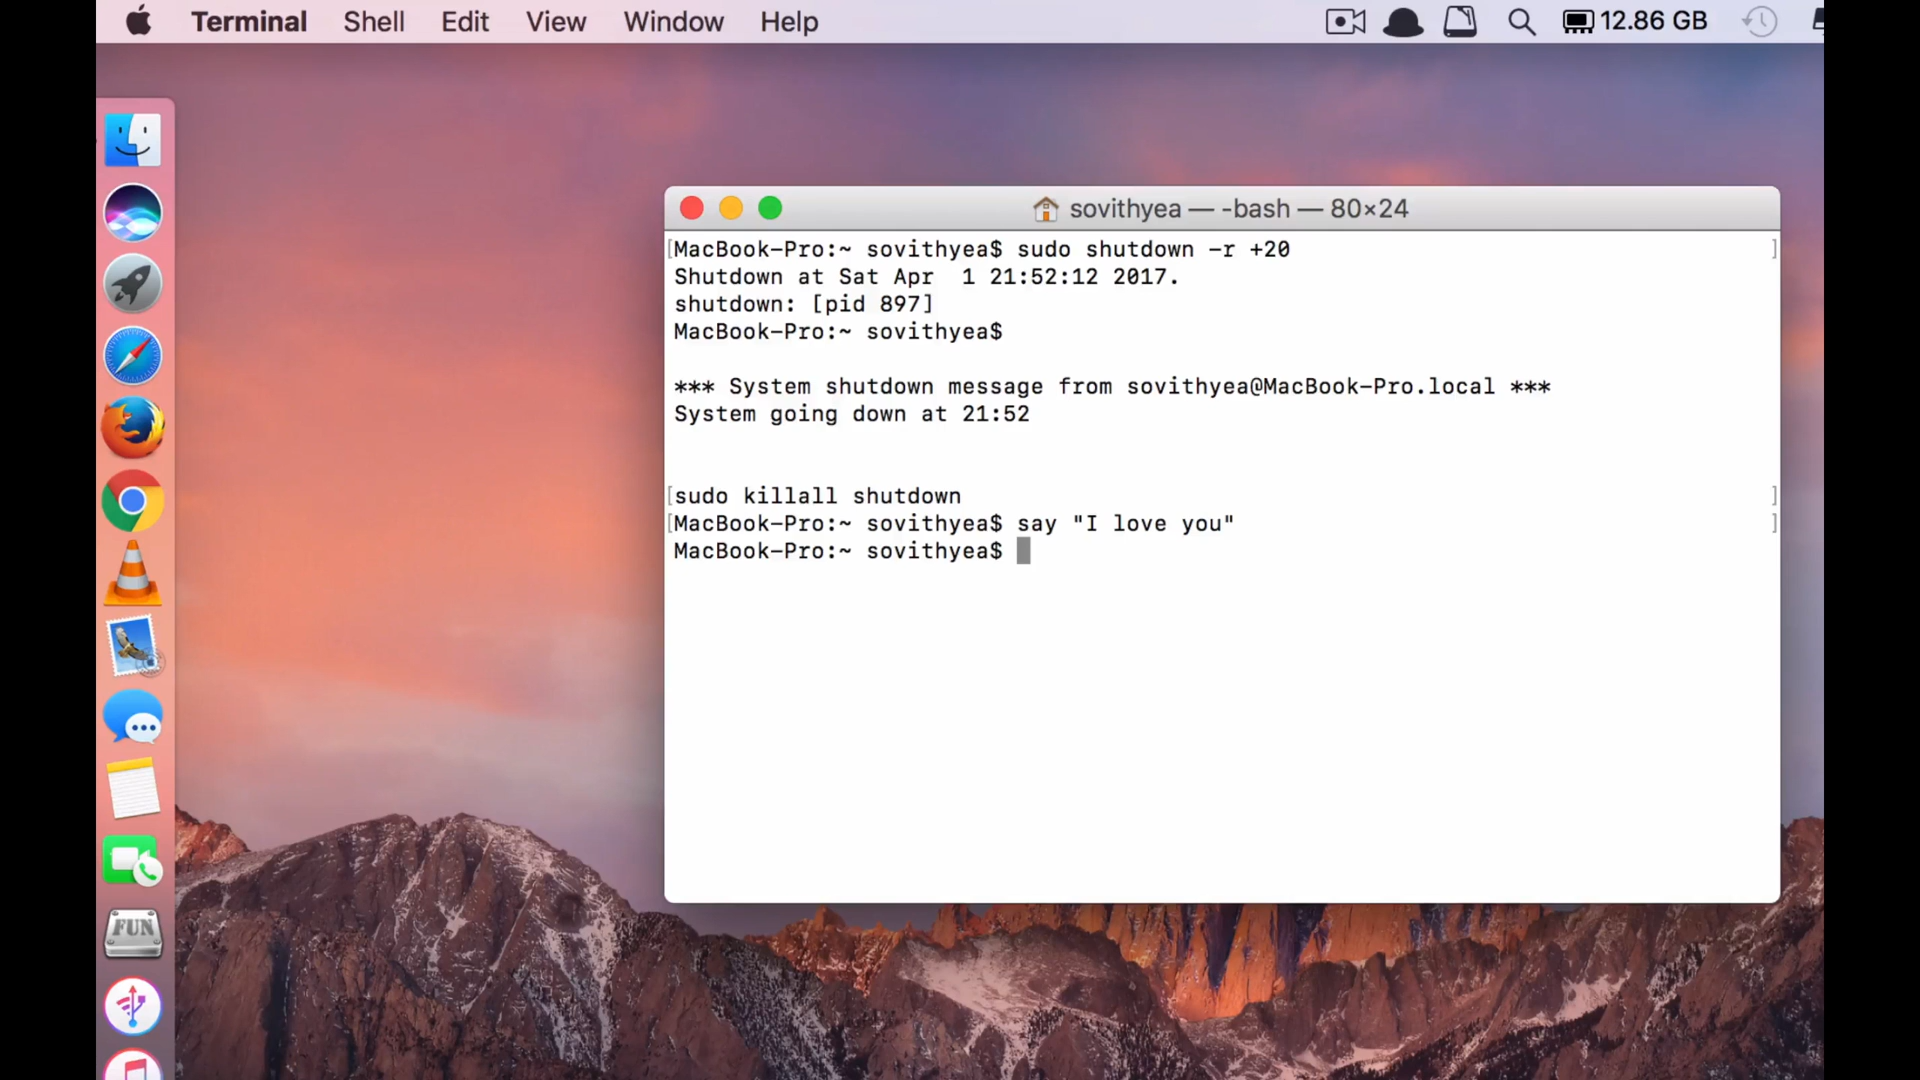 Terminal Shell Edit View Window Help 12.86 GB
sovithyea — -bash — 80×24
[MacBook-Pro:~ sovithyea$ sudo shutdown -r +20 ]
Shutdown at Sat Apr  1 21:52:12 2017.
shutdown: [pid 897]
MacBook-Pro:~ sovithyea$
*** System shutdown message from sovithyea@MacBook-Pro.local ***
System going down at 21:52
[sudo killall shutdown ]
[MacBook-Pro:~ sovithyea$ say "I love you" ]
MacBook-Pro:~ sovithyea$
FUN